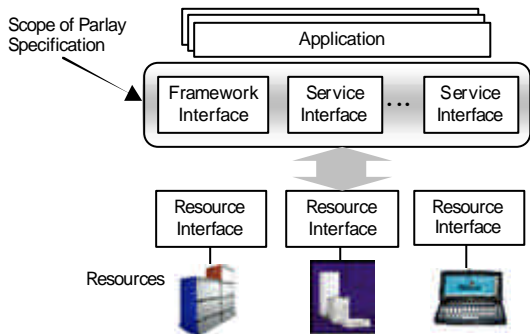 Scope of Parlay
Specification
Application
Framework
Interface
Service
Interface
...
Service
Interface
Resource
Interface
Resource
Interface
Resource
Interface
Resources